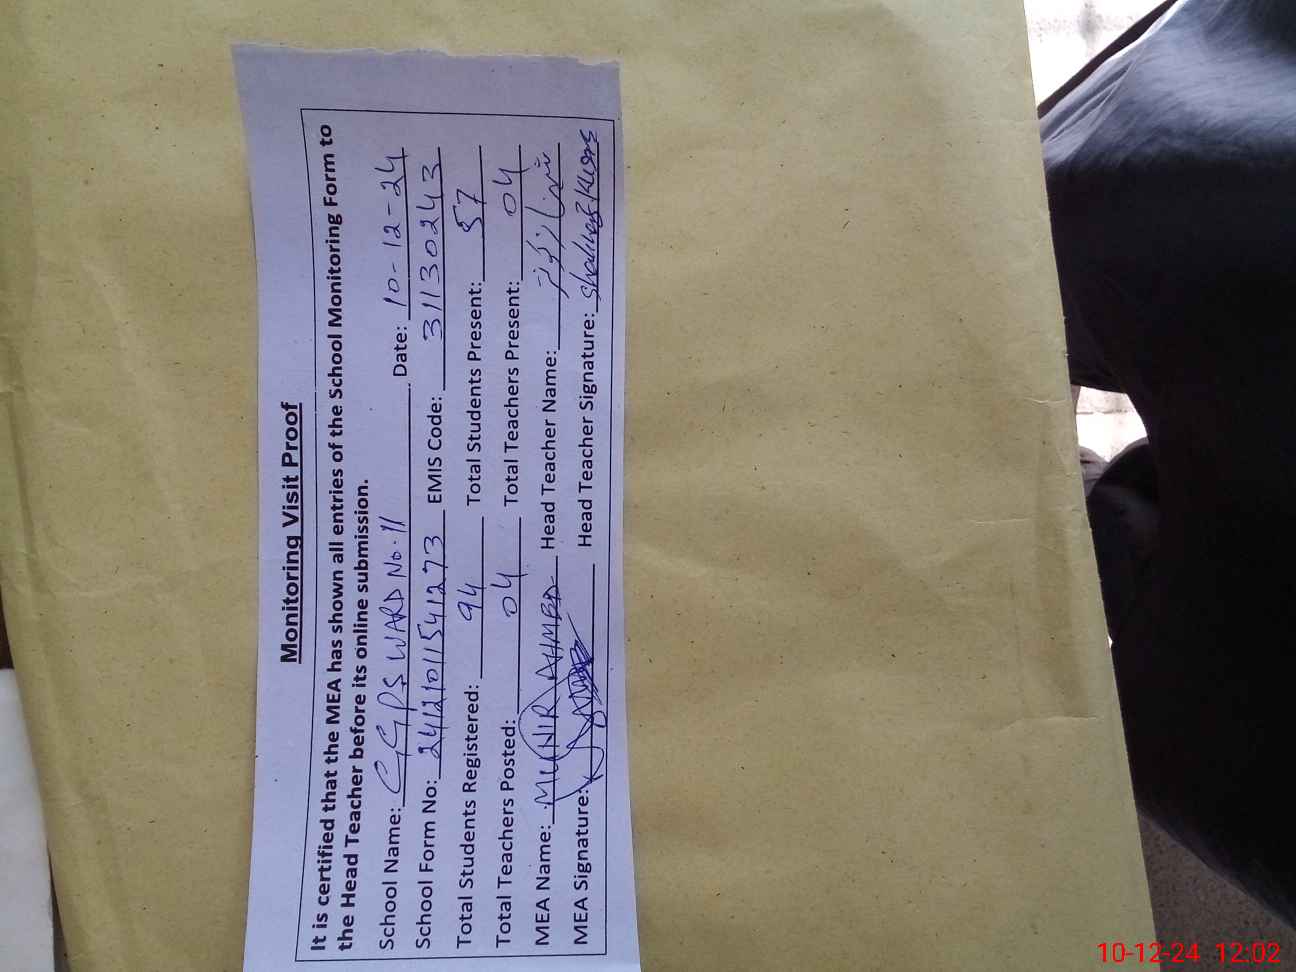 Monitoring Visit Proof
It is certified that the MEA has shown all entries of the School Monitoring Form to
the Head Teacher before its online submission.
School Name: GGPS WARD No. 11 Date: 10-12-24
School Form No: 24121011541273 EMIS Code: 31130243
Total Students Registered: 94 Total Students Present: 57
Total Teachers Posted: 04 Total Teachers Present: 04
MEA Name: MUNIR AHMED Head Teacher Name:
MEA Signature: Head Teacher Signature:
10-12-24 12:02